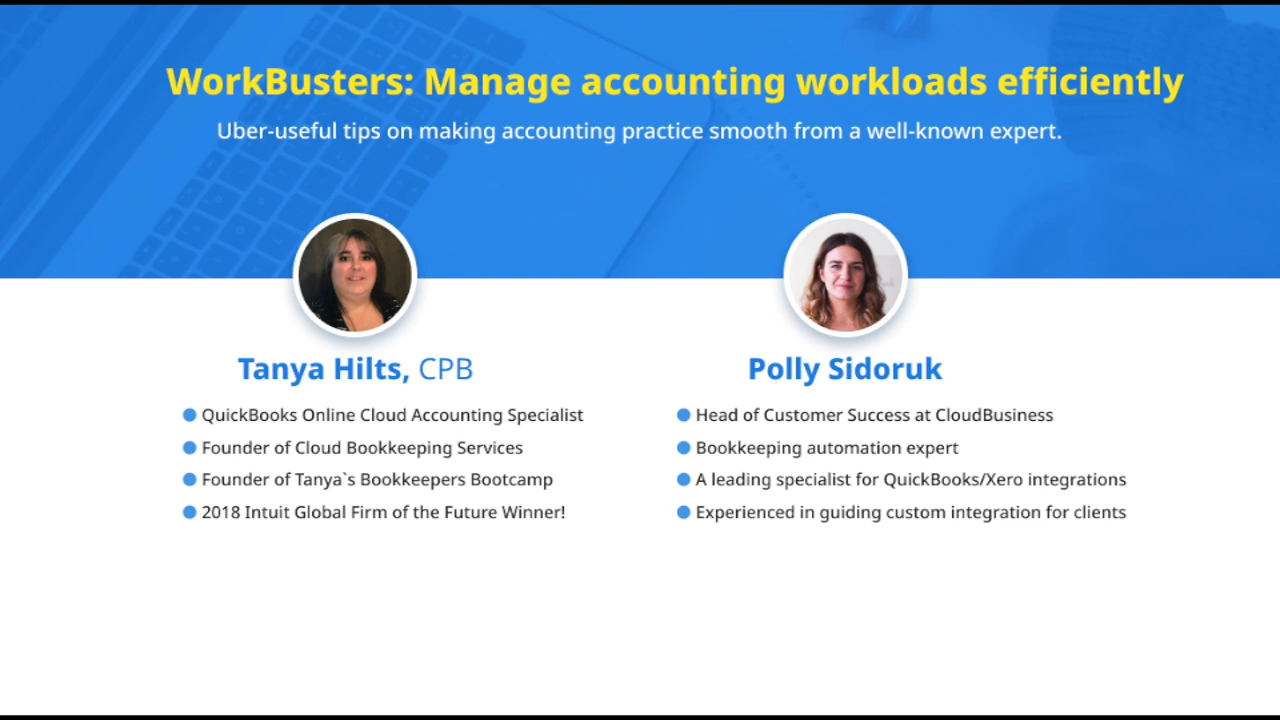 WorkBusters: Manage accounting workloads efficiently
Uber-useful tips on making accounting practice smooth from a well-known expert.
Tanya Hilts, CPB
QuickBooks Online Cloud Accounting Specialist
Founder of Cloud Bookkeeping Services
Founder of Tanya`s Bookkeepers Bootcamp
2018 Intuit Global Firm of the Future Winner!
Polly Sidoruk
Head of Customer Success at CloudBusiness
Bookkeeping automation expert
A leading specialist for QuickBooks/Xero integrations
Experienced in guiding custom integration for clients